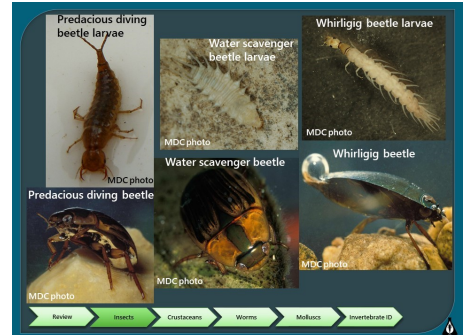 Predacious diving
beetle larvae
MDC photo
Water scavenger
beetle larvae
MDC photo
Whirligig beetle larvae
MDC photo
Predacious diving beetle
MDC photo
Water scavenger beetle
MDC photo
Whirligig beetle
MDC photo
Review
Insects
Crustaceans
Worms
Molluscs
Invertebrate ID